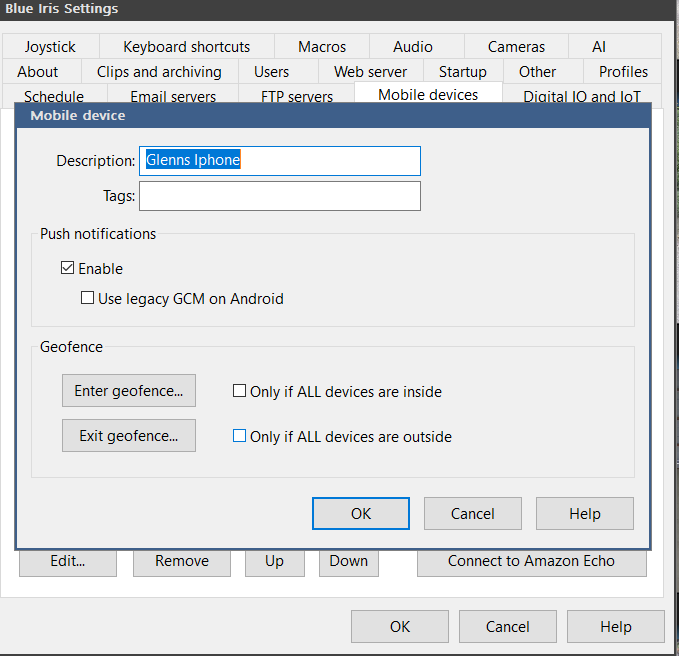 Blue Iris Settings
Joystick Keyboard shortcuts Macros Audio Cameras AI
About Clips and archiving Users Web server Startup Other Profiles
Schedule Email servers FTP servers Mobile devices Digital IO and IoT
Mobile device
Description: Glenns Iphone
Tags:
Push notifications
Enable
Use legacy GCM on Android
Geofence
Enter geofence... Only if ALL devices are inside
Exit geofence... Only if ALL devices are outside
OK Cancel Help
Edit... Remove Up Down Connect to Amazon Echo
OK Cancel Help